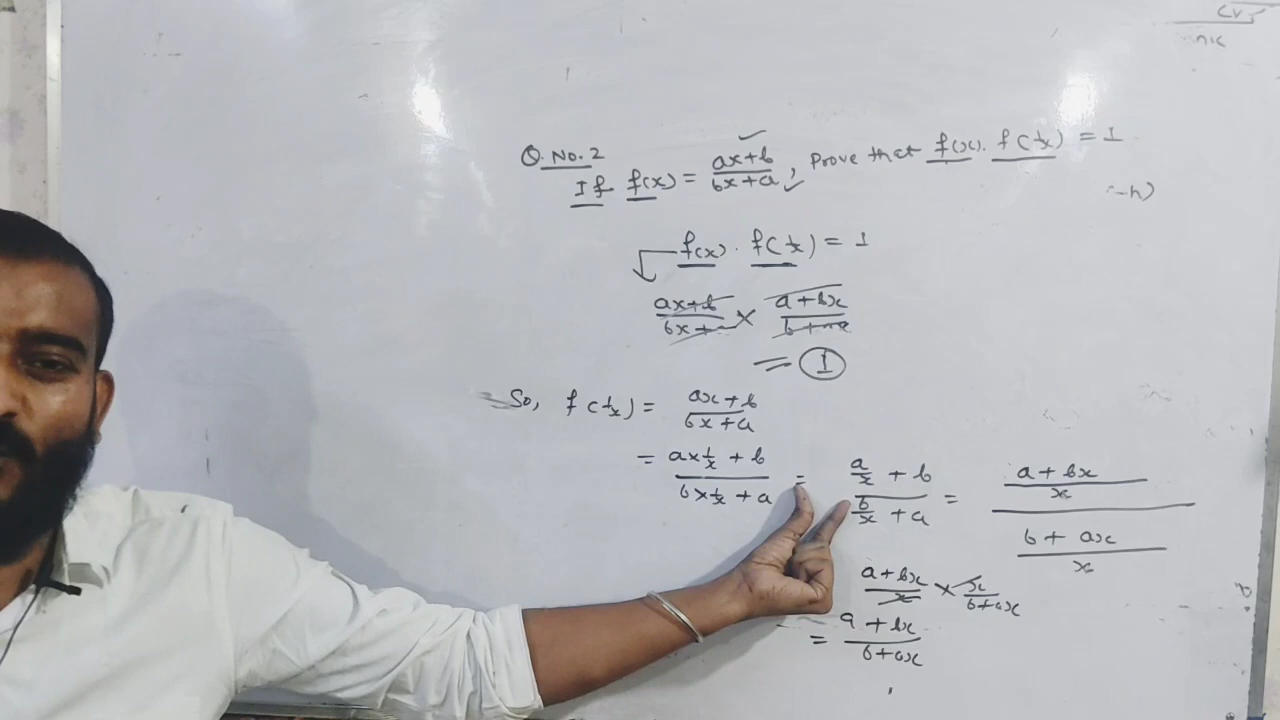 Q. No. 2
If f(x) = (ax+b)/(bx+a), Prove that f(x). f(1/x) = 1
f(x) . f(1/x) = 1
(ax+b)/(bx+a) × (a+bx)/(b+ax)
= 1
So, f(1/x) = (ax+b)/(bx+a)
= (a×1/x + b)/(b×1/x + a) = (a/x + b)/(b/x + a) = ((a+bx)/x)/((b+ax)/x)
(a+bx)/x × x/(b+ax)
= (a+bx)/(b+ax)